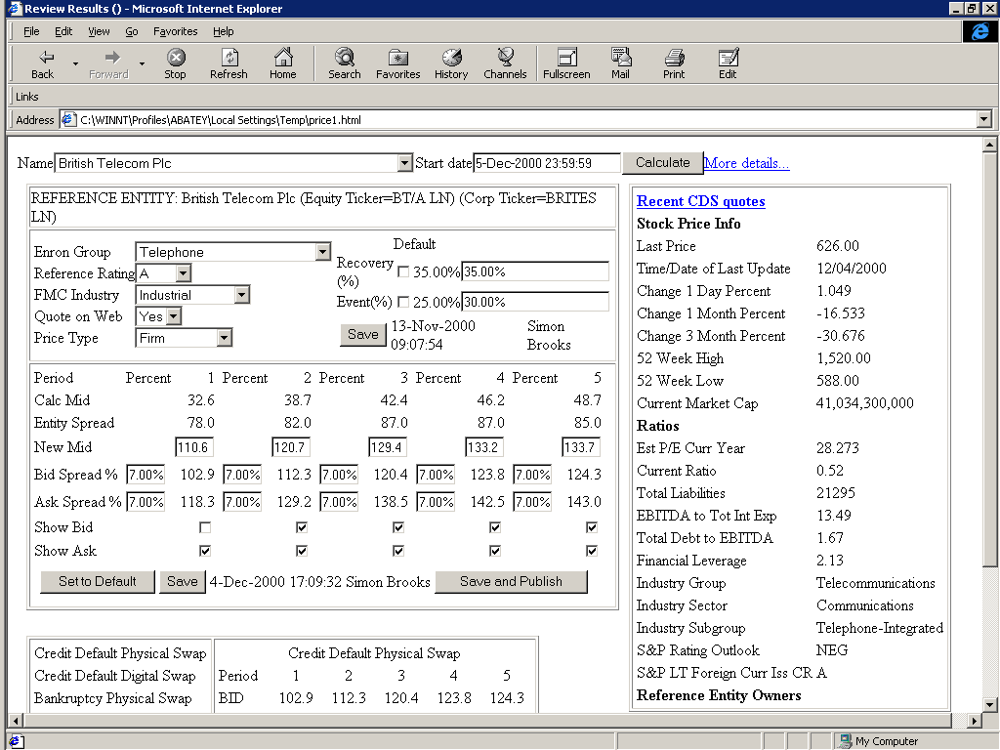 Review Results () - Microsoft Internet Explorer
File Edit View Go Favorites Help
Back Forward Stop Refresh Home Search Favorites History Channels Fullscreen Mail Print Edit
Links
Address C:\WINNT\Profiles\ABATEY\Local Settings\Temp\price1.html
Name British Telecom Plc Start date 5-Dec-2000 23:59:59 Calculate More details...
REFERENCE ENTITY: British Telecom Plc (Equity Ticker=BT/A LN) (Corp Ticker=BRITES
LN)
Default
Enron Group Telephone
Reference Rating A
FMC Industry Industrial
Quote on Web Yes
Price Type Firm
Recovery
(%) 35.00% 35.00%
Event(%) 25.00% 30.00%
Save 13-Nov-2000
09:07:54
Simon
Brooks
Period Percent 1 Percent 2 Percent 3 Percent 4 Percent 5
Calc Mid 32.6 38.7 42.4 46.2 48.7
Entity Spread 78.0 82.0 87.0 87.0 85.0
New Mid 110.6 120.7 129.4 133.2 133.7
Bid Spread % 7.00% 102.9 7.00% 112.3 7.00% 120.4 7.00% 123.8 7.00% 124.3
Ask Spread % 7.00% 118.3 7.00% 129.2 7.00% 138.5 7.00% 142.5 7.00% 143.0
Show Bid
Show Ask
Set to Default Save 4-Dec-2000 17:09:32 Simon Brooks Save and Publish
Credit Default Physical Swap
Credit Default Digital Swap
Bankruptcy Physical Swap
Credit Default Physical Swap
Period 1 2 3 4 5
BID 102.9 112.3 120.4 123.8 124.3
Recent CDS quotes
Stock Price Info
Last Price 626.00
Time/Date of Last Update 12/04/2000
Change 1 Day Percent 1.049
Change 1 Month Percent -16.533
Change 3 Month Percent -30.676
52 Week High 1,520.00
52 Week Low 588.00
Current Market Cap 41,034,300,000
Ratios
Est P/E Curr Year 28.273
Current Ratio 0.52
Total Liabilities 21295
EBITDA to Tot Int Exp 13.49
Total Debt to EBITDA 1.67
Financial Leverage 2.13
Industry Group Telecommunications
Industry Sector Communications
Industry Subgroup Telephone-Integrated
S&P Rating Outlook NEG
S&P LT Foreign Curr Iss CR A
Reference Entity Owners
My Computer